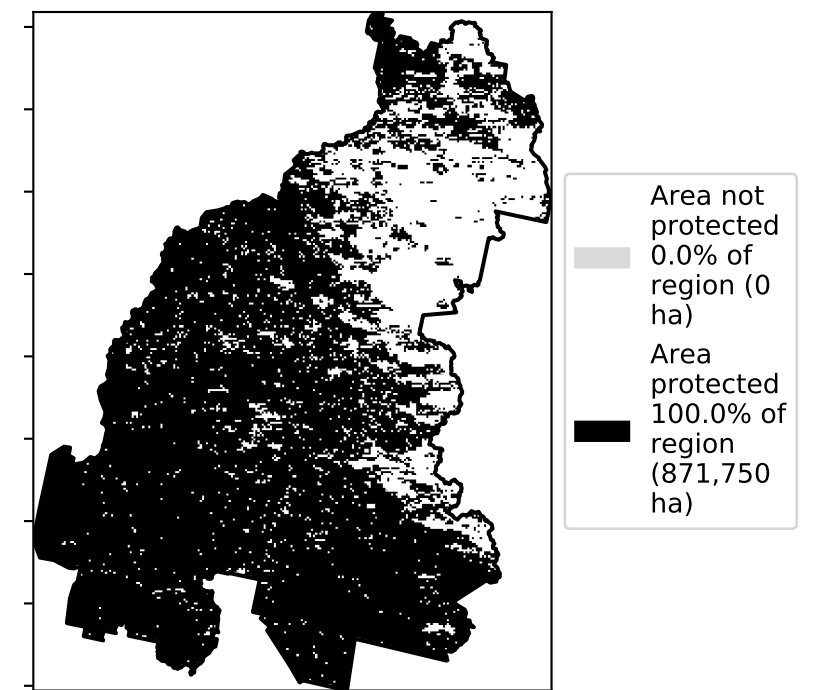 Area not
protected
0.0% of
region (0
ha)
Area
protected
100.0% of
region
(871,750
ha)